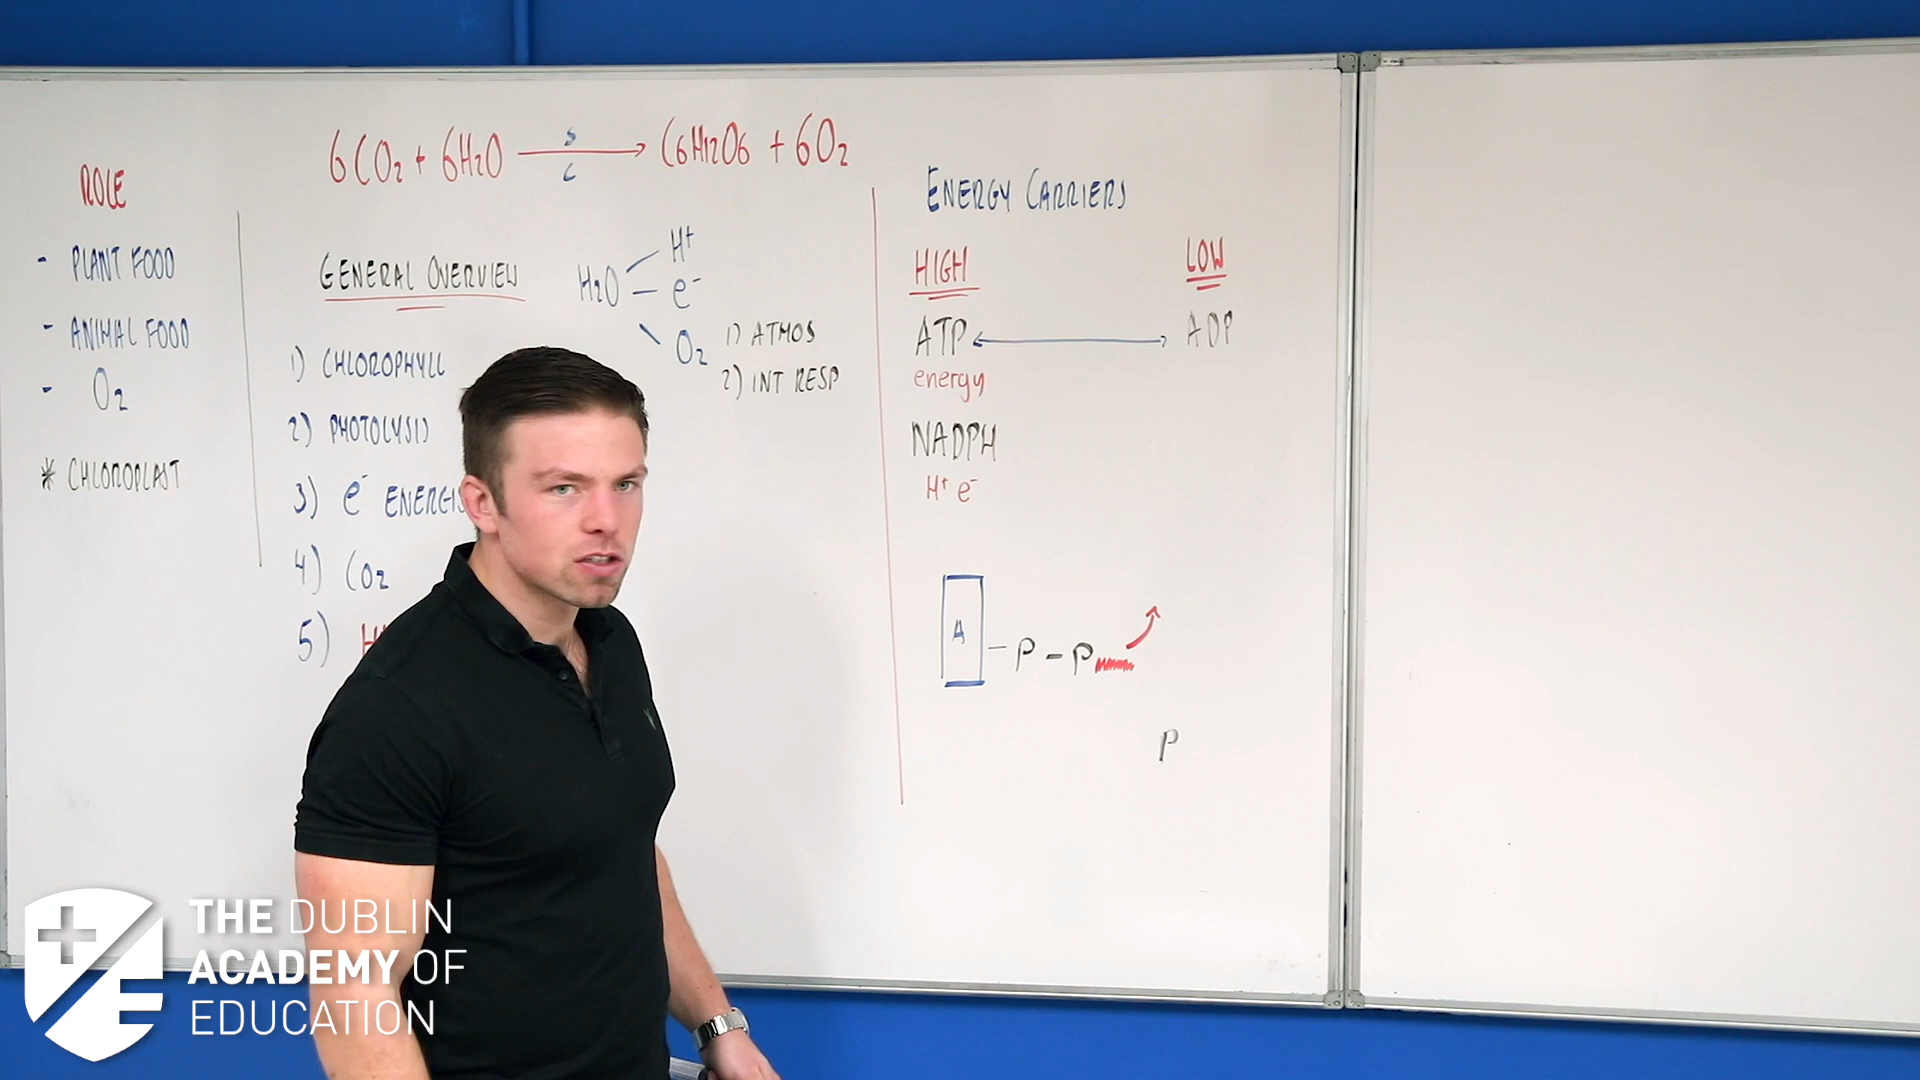 6CO2 + 6H2O S C C6H12O6 + 6O2
ROLE
- PLANT FOOD
- ANIMAL FOOD
- O2
* CHLOROPLAST
GENERAL OVERVIEW
1) CHLOROPHYLL
2) PHOTOLYSIS
3) e-
4) CO2
5)
H2O
H+
e-
O2
1) ATMOS
2) INT RESP
ENERGY CARRIERS
HIGH LOW
ATP ADP
energy
NADPH
H+ e-
A - P - P
P
THE DUBLIN
ACADEMY OF
EDUCATION